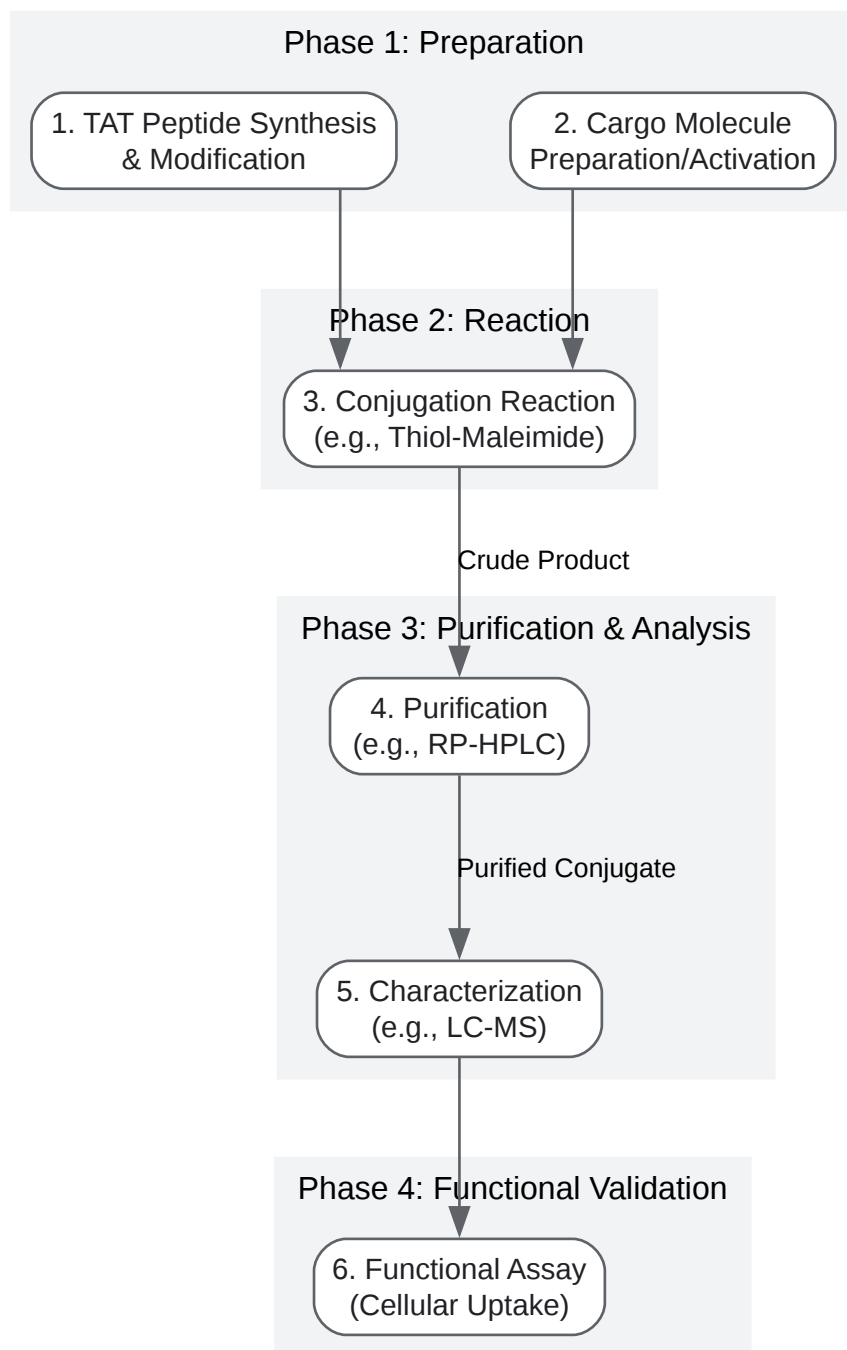 Phase 1: Preparation
1. TAT Peptide Synthesis
& Modification
2. Cargo Molecule
Preparation/Activation
Phase 2: Reaction
3. Conjugation Reaction
(e.g., Thiol-Maleimide)
Crude Product
Phase 3: Purification & Analysis
4. Purification
(e.g., RP-HPLC)
Purified Conjugate
5. Characterization
(e.g., LC-MS)
Phase 4: Functional Validation
6. Functional Assay
(Cellular Uptake)